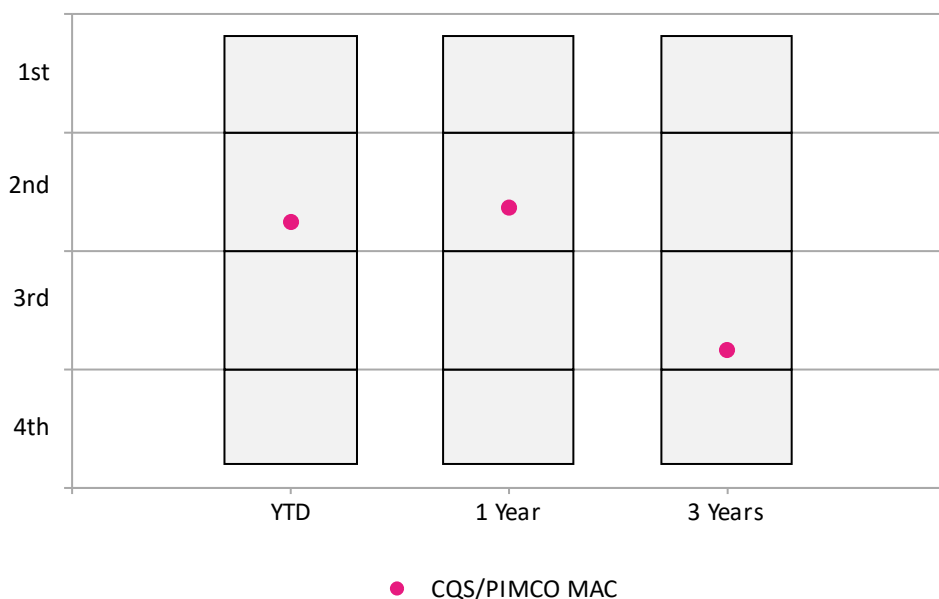 1st
2nd
3rd
4th
YTD 1 Year 3 Years
CQS/PIMCO MAC